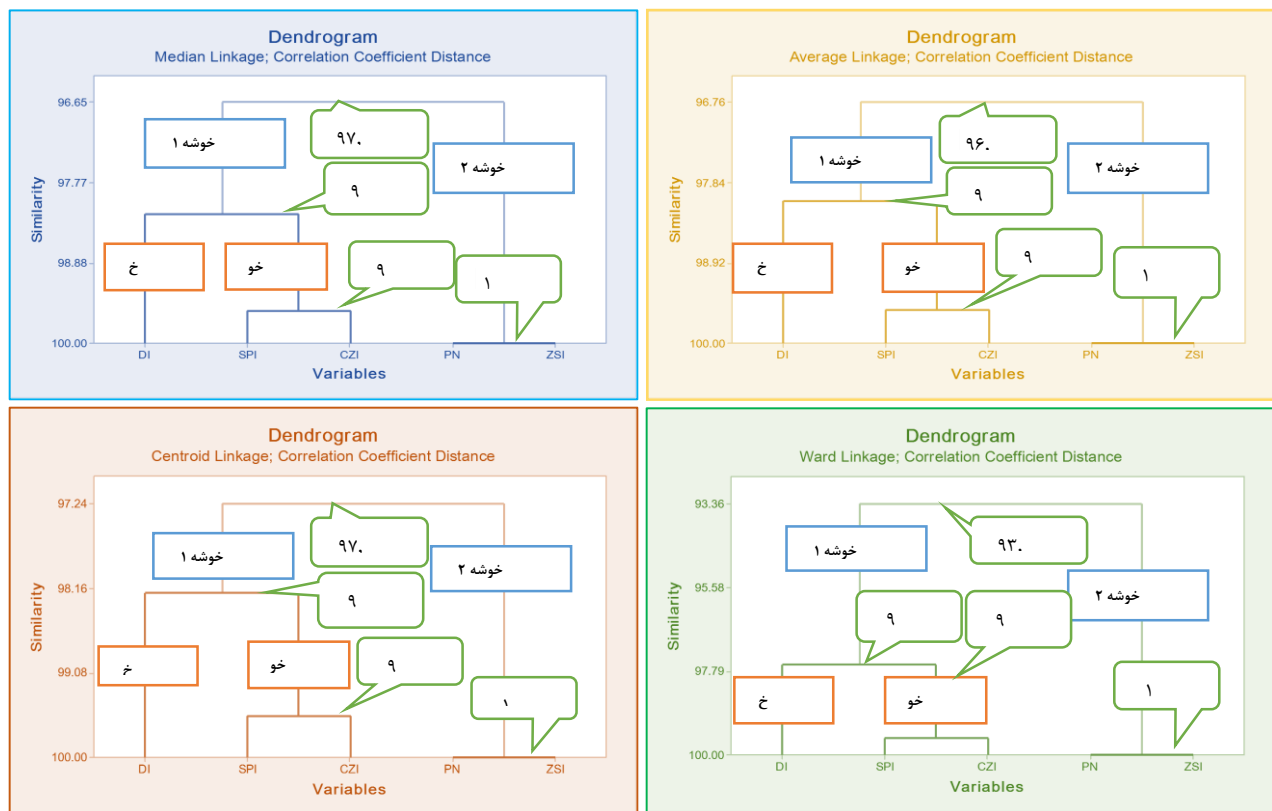 Dendrogram
Median Linkage; Correlation Coefficient Distance
Similarity
96.65
97.77
98.88
100.00
۹۷.
خوشه ۱
خوشه ۲
۹
خ
خو
۹
۱
DI
SPI
CZI
PN
ZSI
Variables
Dendrogram
Average Linkage; Correlation Coefficient Distance
Similarity
96.76
97.84
98.92
100.00
۹۶.
خوشه ۱
خوشه ۲
۹
خ
خو
۹
۱
DI
SPI
CZI
PN
ZSI
Variables
Dendrogram
Centroid Linkage; Correlation Coefficient Distance
Similarity
97.24
98.16
99.08
100.00
۹۷.
خوشه ۱
خوشه ۲
۹
خ
خو
۹
۱
DI
SPI
CZI
PN
ZSI
Variables
Dendrogram
Ward Linkage; Correlation Coefficient Distance
Similarity
93.36
95.58
97.79
100.00
۹۳.
خوشه ۱
خوشه ۲
۹
۹
خ
خو
۱
DI
SPI
CZI
PN
ZSI
Variables